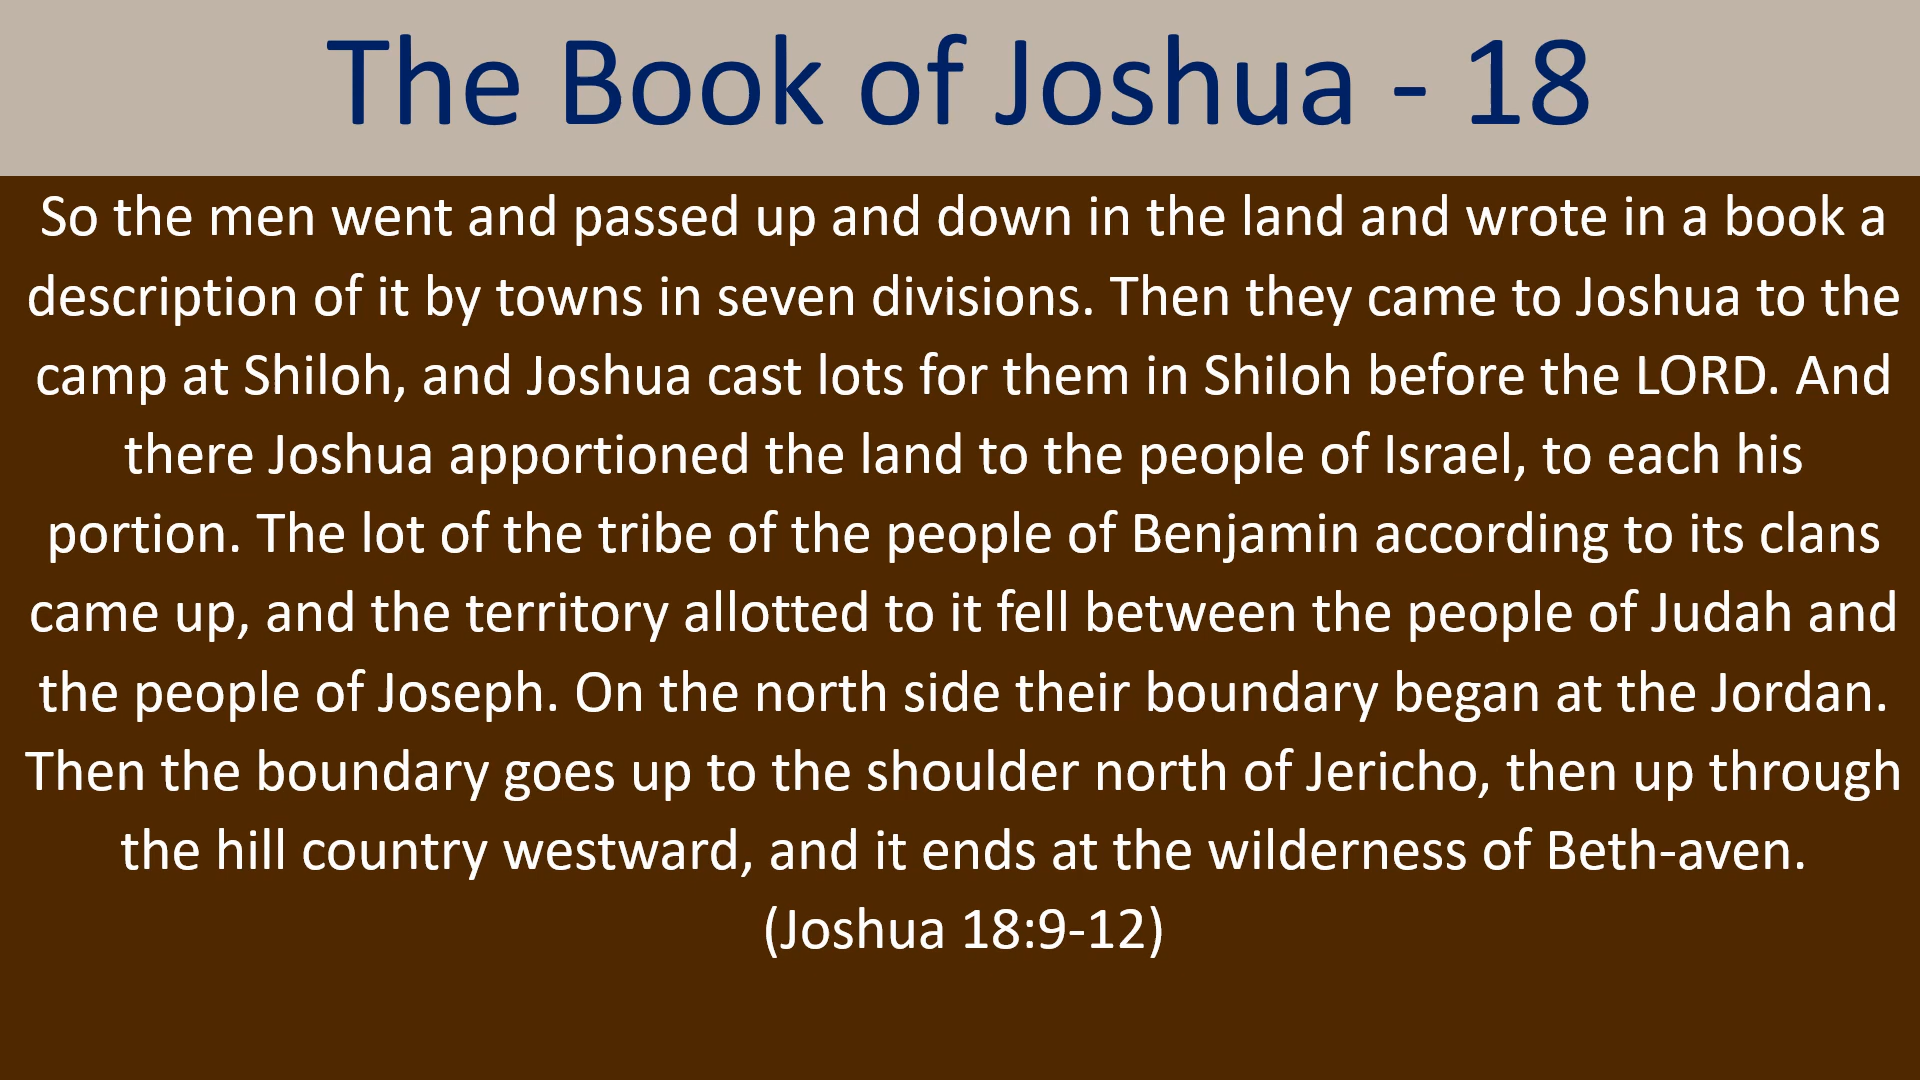 The Book of Joshua - 18
So the men went and passed up and down in the land and wrote in a book a
description of it by towns in seven divisions. Then they came to Joshua to the
camp at Shiloh, and Joshua cast lots for them in Shiloh before the LORD. And
there Joshua apportioned the land to the people of Israel, to each his
portion. The lot of the tribe of the people of Benjamin according to its clans
came up, and the territory allotted to it fell between the people of Judah and
the people of Joseph. On the north side their boundary began at the Jordan.
Then the boundary goes up to the shoulder north of Jericho, then up through
the hill country westward, and it ends at the wilderness of Beth-aven.
(Joshua 18:9-12)